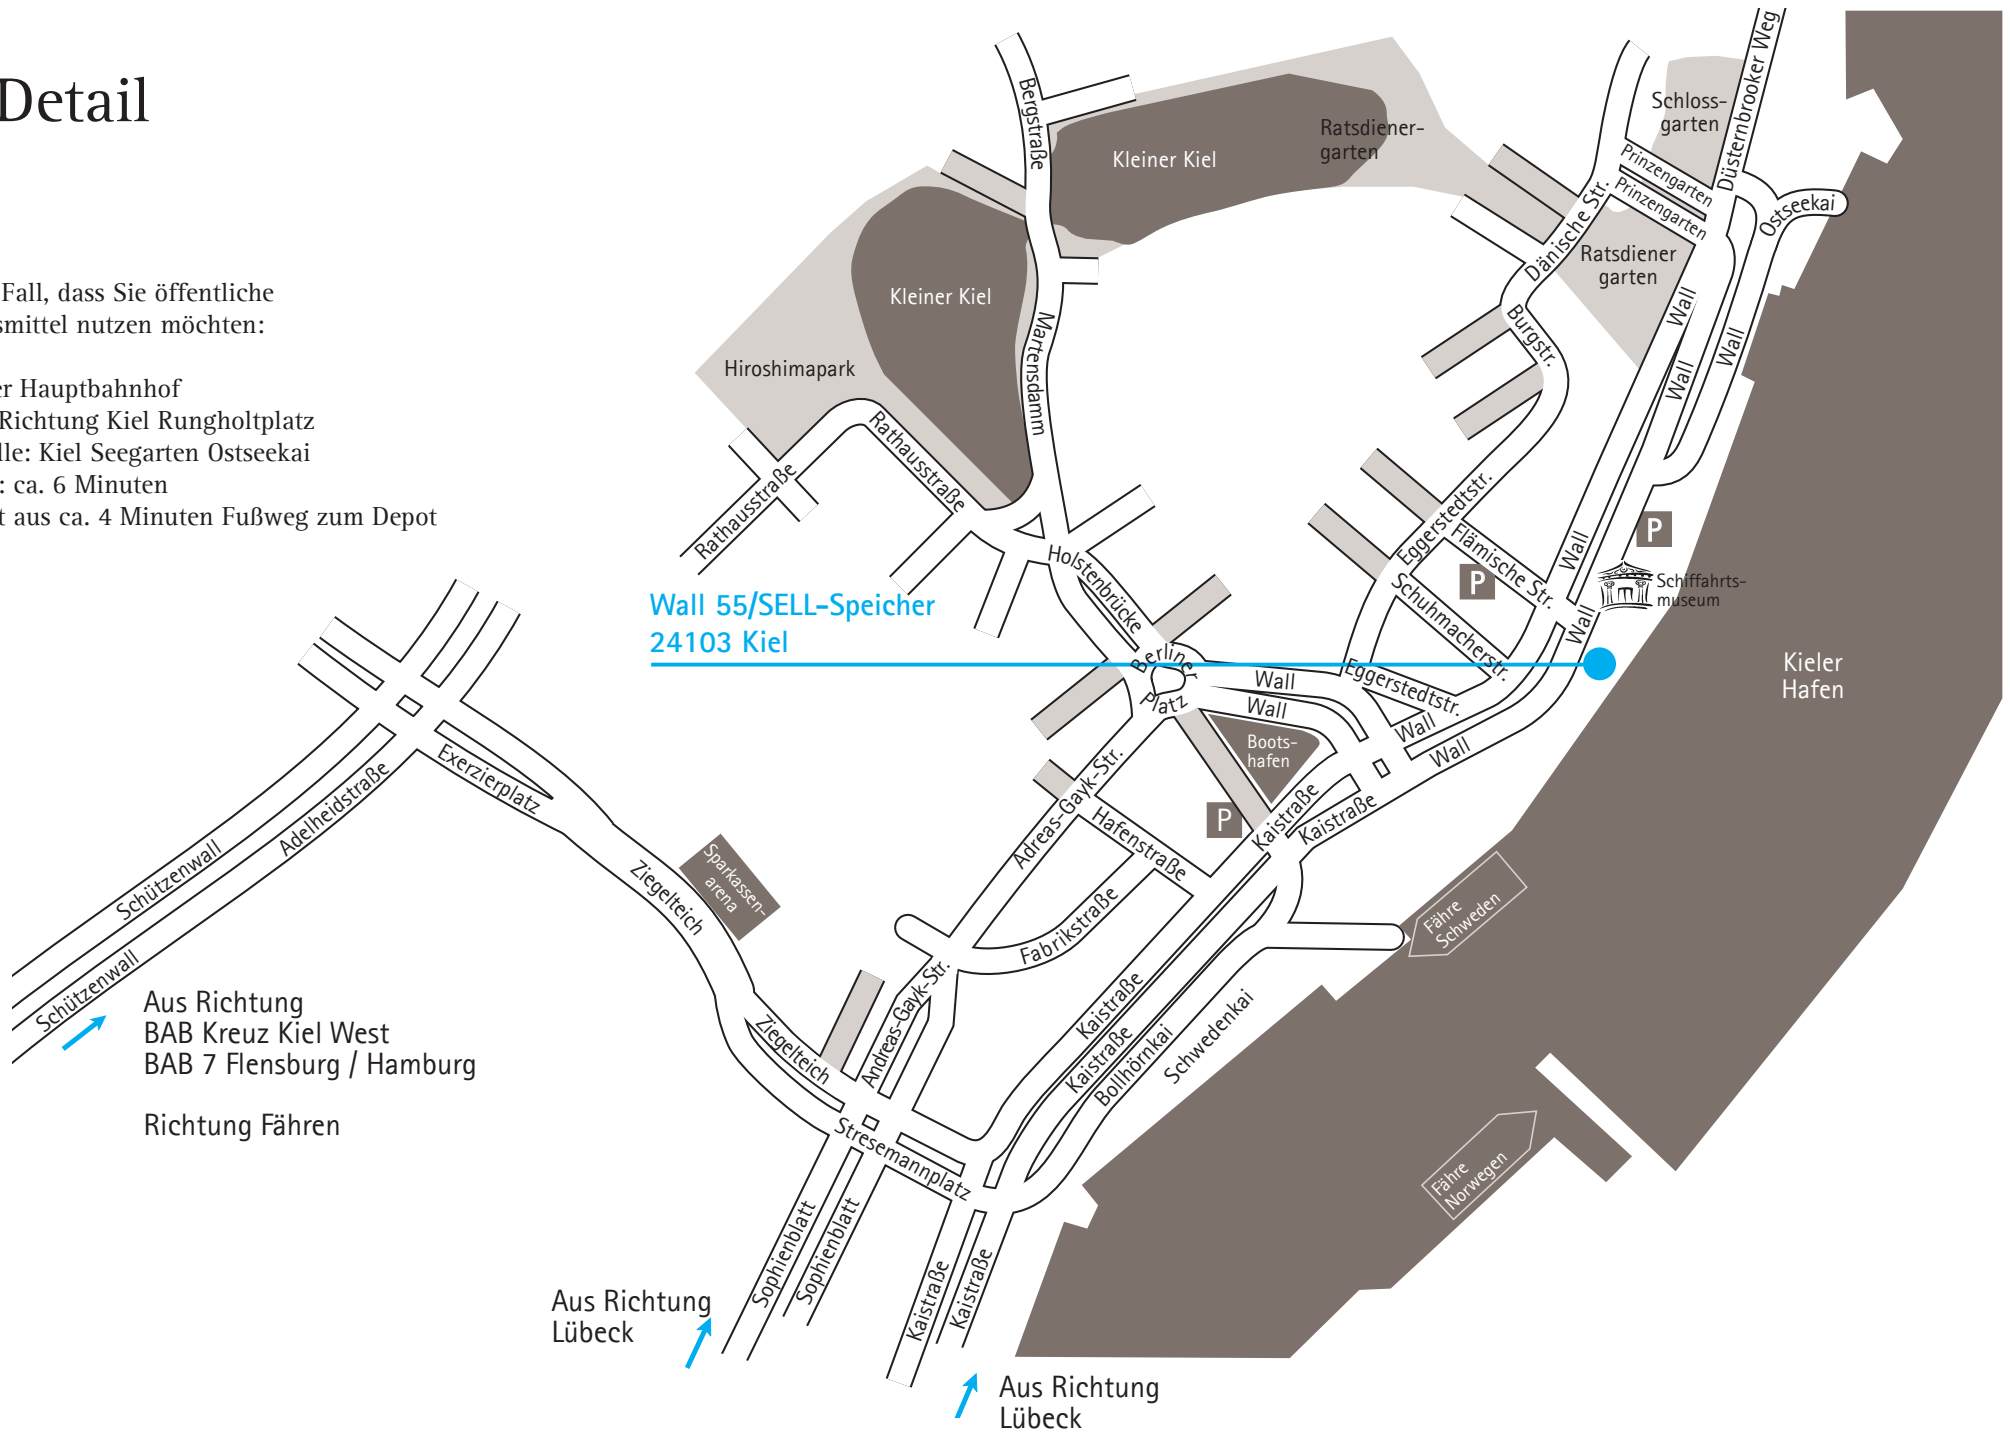 Detail
Fall, dass Sie öffentliche
smittel nutzen möchten:
er Hauptbahnhof
Richtung Kiel Rungholtplatz
lle: Kiel Seegarten Ostseekai
: ca. 6 Minuten
t aus ca. 4 Minuten Fußweg zum Depot
Wall 55/SELL-Speicher
24103 Kiel
Bergstraße
Kleiner Kiel
Ratsdiener-
garten
Schloss-
garten
Düsternbrooker Weg
Prinzengarten
Prinzengarten
Ostseekai
Dänische Str.
Ratsdiener
garten
Kleiner Kiel
Hiroshimapark
Martensdamm
Burgstr.
Wall
Wall
Wall
Rathausstraße
Rathausstraße
Eggerstedtstr.
Flämische Str.
Wall
P
P
Schiffahrts-
museum
Holstenbrücke
Schuhmacherstr.
Wall
Berliner
Platz
Wall
Wall
Eggerstedtstr.
Wall
Wall
Kieler
Hafen
Boots-
hafen
P
Exerzierplatz
Adelheidstraße
Schützenwall
Schützenwall
Ziegelteich
Sparkassen-
arena
Adreas-Gayk-Str.
Hafenstraße
Kaistraße
Kaistraße
Fabrikstraße
Fähre
Schweden
Andreas-Gayk-Str.
Ziegelteich
Kaistraße
Kaistraße
Bollhörnkai
Schwedenkai
Stresemannplatz
Fähre
Norwegen
Sophienblatt
Sophienblatt
Kaistraße
Kaistraße
Aus Richtung
BAB Kreuz Kiel West
BAB 7 Flensburg / Hamburg
Richtung Fähren
Aus Richtung
Lübeck
Aus Richtung
Lübeck